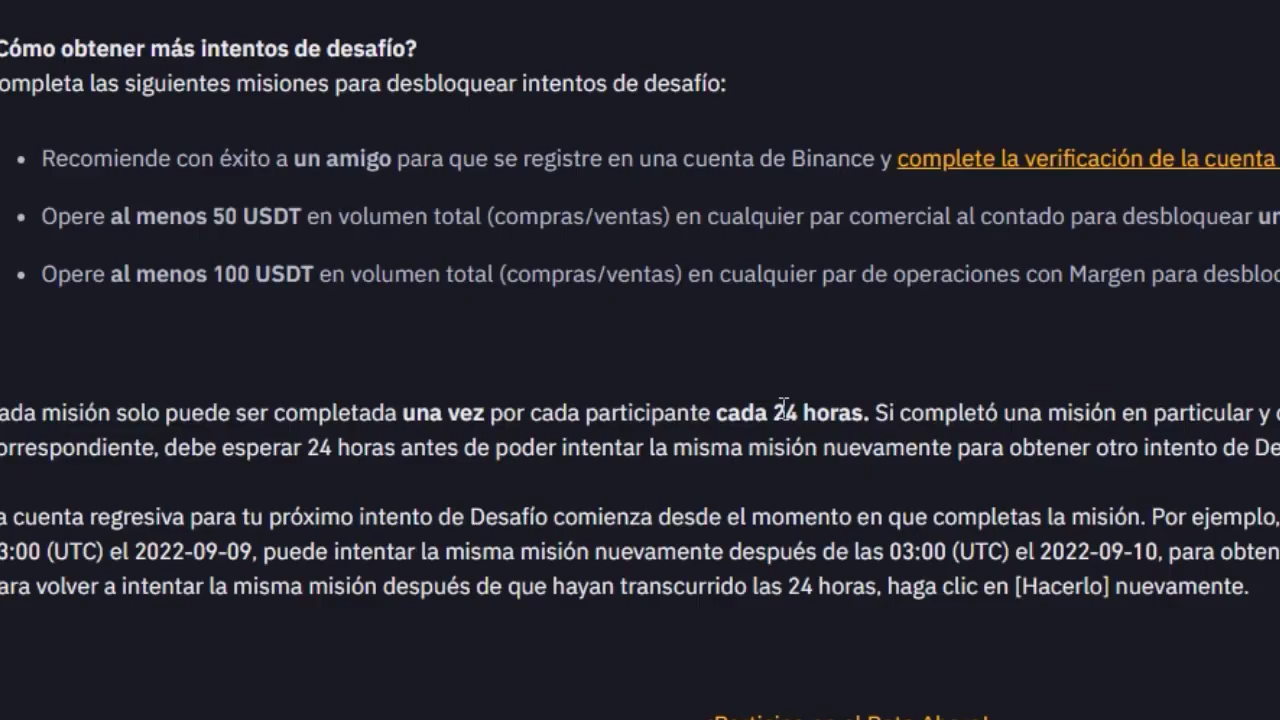 Cómo obtener más intentos de desafío?
ompleta las siguientes misiones para desbloquear intentos de desafío:
Recomiende con éxito a un amigo para que se registre en una cuenta de Binance y complete la verificación de la cuenta
Opere al menos 50 USDT en volumen total (compras/ventas) en cualquier par comercial al contado para desbloquear un
Opere al menos 100 USDT en volumen total (compras/ventas) en cualquier par de operaciones con Margen para desbloq
ada misión solo puede ser completada una vez por cada participante cada 24 horas. Si completó una misión en particular y
orrespondiente, debe esperar 24 horas antes de poder intentar la misma misión nuevamente para obtener otro intento de De
a cuenta regresiva para tu próximo intento de Desafío comienza desde el momento en que completas la misión. Por ejemplo,
3:00 (UTC) el 2022-09-09, puede intentar la misma misión nuevamente después de las 03:00 (UTC) el 2022-09-10, para obten
ara volver a intentar la misma misión después de que hayan transcurrido las 24 horas, haga clic en [Hacerlo] nuevamente.